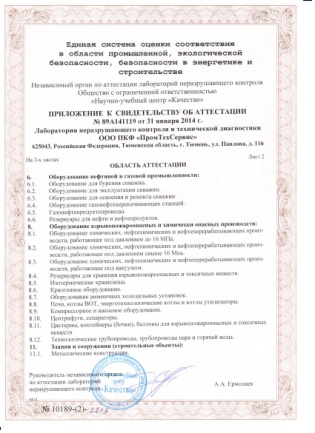 Единая система оценки соответствия
в области промышленной, экологической
безопасности, безопасности в энергетике и
строительстве
Независимый орган по аттестации лабораторий неразрушающего контроля
Общество с ограниченной ответственностью
«Научно-учебный центр «Качество»
ПРИЛОЖЕНИЕ К СВИДЕТЕЛЬСТВУ ОБ АТТЕСТАЦИИ
№ 89А141119 от 31 января 2014 г.
Лаборатория неразрушающего контроля и технической диагностики
ООО ПКФ «ПромТехСервис»
625043, Российская Федерация, Тюменская область, г. Тюмень, ул. Павлова, д. 116
На 3-х листах Лист 2
ОБЛАСТЬ АТТЕСТАЦИИ
6. Оборудование нефтяной и газовой промышленности:
6.1. Оборудование для бурения скважин.
6.2. Оборудование для эксплуатации скважин.
6.3. Оборудование для освоения и ремонта скважин.
6.4. Оборудование газонефтеперекачивающих станций.
6.5. Газонефтепродуктопроводы.
6.6. Резервуары для нефти и нефтепродуктов.
8. Оборудование взрывопожароопасных и химически опасных производств:
8.1. Оборудование химических, нефтехимических и нефтеперерабатывающих произ-
водств, работающее под давлением до 16 МПа.
8.2. Оборудование химических, нефтехимических и нефтеперерабатывающих произ-
водств, работающее под давлением свыше 16 Мпа.
8.3. Оборудование химических, нефтехимических и нефтеперерабатывающих произ-
водств, работающие под вакуумом.
8.4. Резервуары для хранения взрывопожароопасных и токсичных веществ.
8.5. Изотермические хранилища.
8.6. Криогенное оборудование.
8.7. Оборудование аммиачных холодильных установок.
8.8. Печи, котлы ВОТ, энерготехнологические котлы и котлы утилизаторы.
8.9. Компрессорное и насосное оборудование.
8.10. Центрифуги, сепараторы.
8.11. Цистерны, контейнеры (бочки), баллоны для взрывопожароопасных и токсичных
веществ
8.12. Технологические трубопроводы, трубопроводы пара и горячей воды.
11. Здания и сооружения (строительные объекты):
11.1. Металлические конструкции.
Руководитель независимого органа
по аттестации лабораторий
неразрушающего контроля
А.А. Ермолаев
«Качество»
№ 10189-(2)-